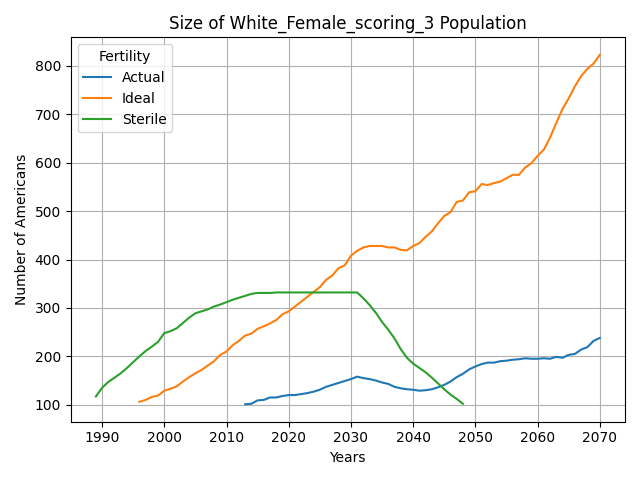 Size of White_Female_scoring_3 Population
Fertility
Actual
Ideal
Sterile
Number of Americans
800
700
600
500
400
300
200
100
1990 2000 2010 2020 2030 2040 2050 2060 2070
Years